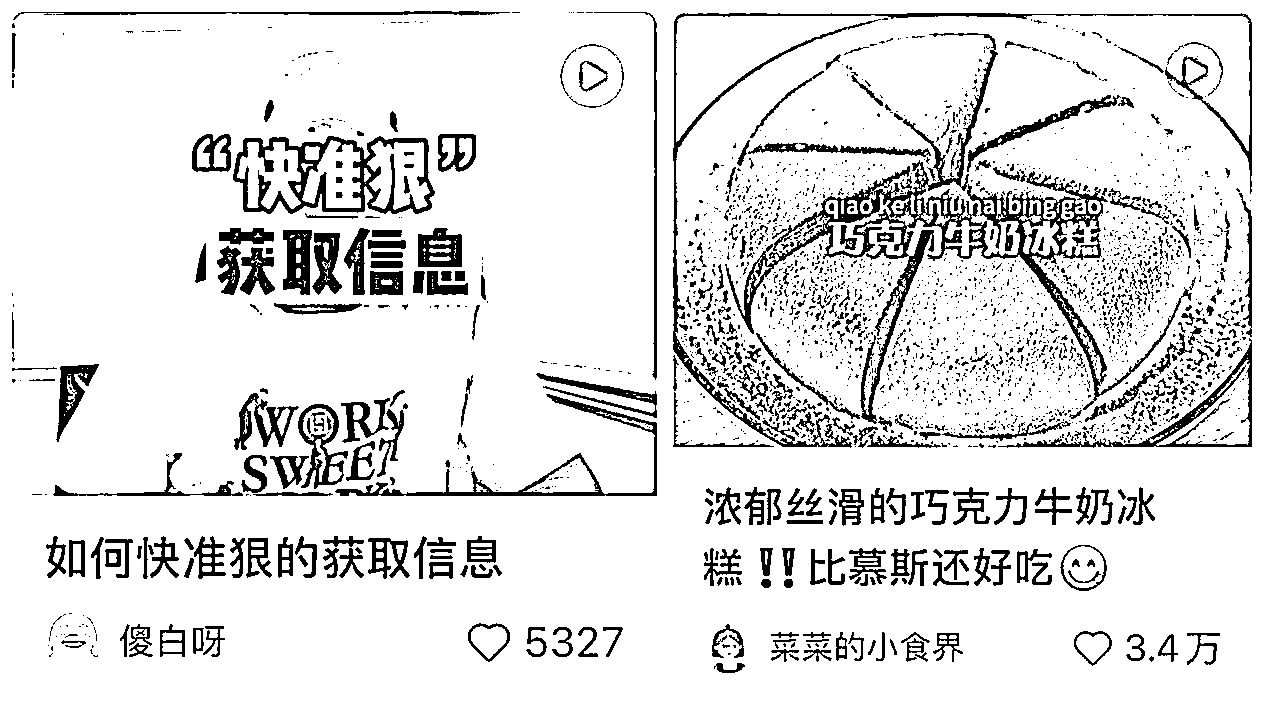 “快准狠”
获取信息
WORK
SWEET
如何快准狠的获取信息
傻白呀
5327
qiao ke li niu nai bing gao
巧克力牛奶冰糕
浓郁丝滑的巧克力牛奶冰
糕‼️比慕斯还好吃😊
菜菜的小食界
3.4万